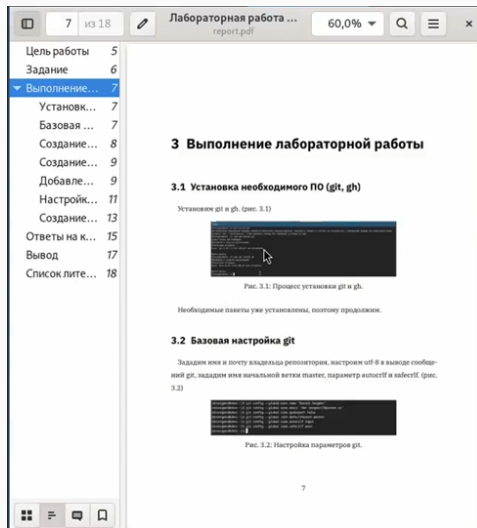 7 из 18
Лабораторная работа ...
report.pdf
60,0%
Цель работы 5
Задание 6
Выполнение... 7
Установк... 7
Базовая ... 7
Создание... 8
Создание... 9
Добавле... 9
Настройк... 11
Создание... 13
Ответы на к... 15
Вывод 17
Список лите... 18
3 Выполнение лабораторной работы
3.1 Установка необходимого ПО (git, gh)
Установим git и gh. (рис. 3.1)
Рис. 3.1: Процесс установки git и gh.
Необходимые пакеты уже установлены, поэтому продолжим.
3.2 Базовая настройка git
Зададим имя и почту владельца репозитория, настроим utf-8 в выводе сообще-
ний git, зададим имя начальной ветки master, параметр autocrlf и safecrlf. (рис.
3.2)
Рис. 3.2: Настройка параметров git.
7